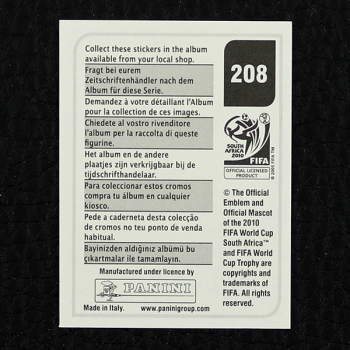 Collect these stickers in the album
available from your local shop.
Fragt bei eurem
Zeitschriftenhändler nach dem
Album für diese Serie.
Demandez à votre détaillant l'Album
pour la collection de ces images.
Chiedete al vostro rivenditore
l'album per la raccolta di queste
figurine.
Het album en de andere
plaatjes zijn verkrijgbaar bij de
tijdschrifthandelaar.
Para coleccionar estos cromos
compra tu álbum en cualquier
kiosco.
Pede a caderneta desta colecção
de cromos no teu ponto de venda
habitual.
Bayinizden aldığınız albümü bu
çıkartmalar ile tamamlayın.
Manufactured under licence by
PANINI
Made in Italy. www.paninigroup.com
208
SOUTH AFRICA
2010
FIFA
OFFICIAL LICENSED
PRODUCT
© The Official
Emblem and
Official Mascot
of the 2010
FIFA World Cup
South Africa™
and FIFA World
Cup Trophy are
copyrights and
trademarks of
FIFA. All rights
reserved.